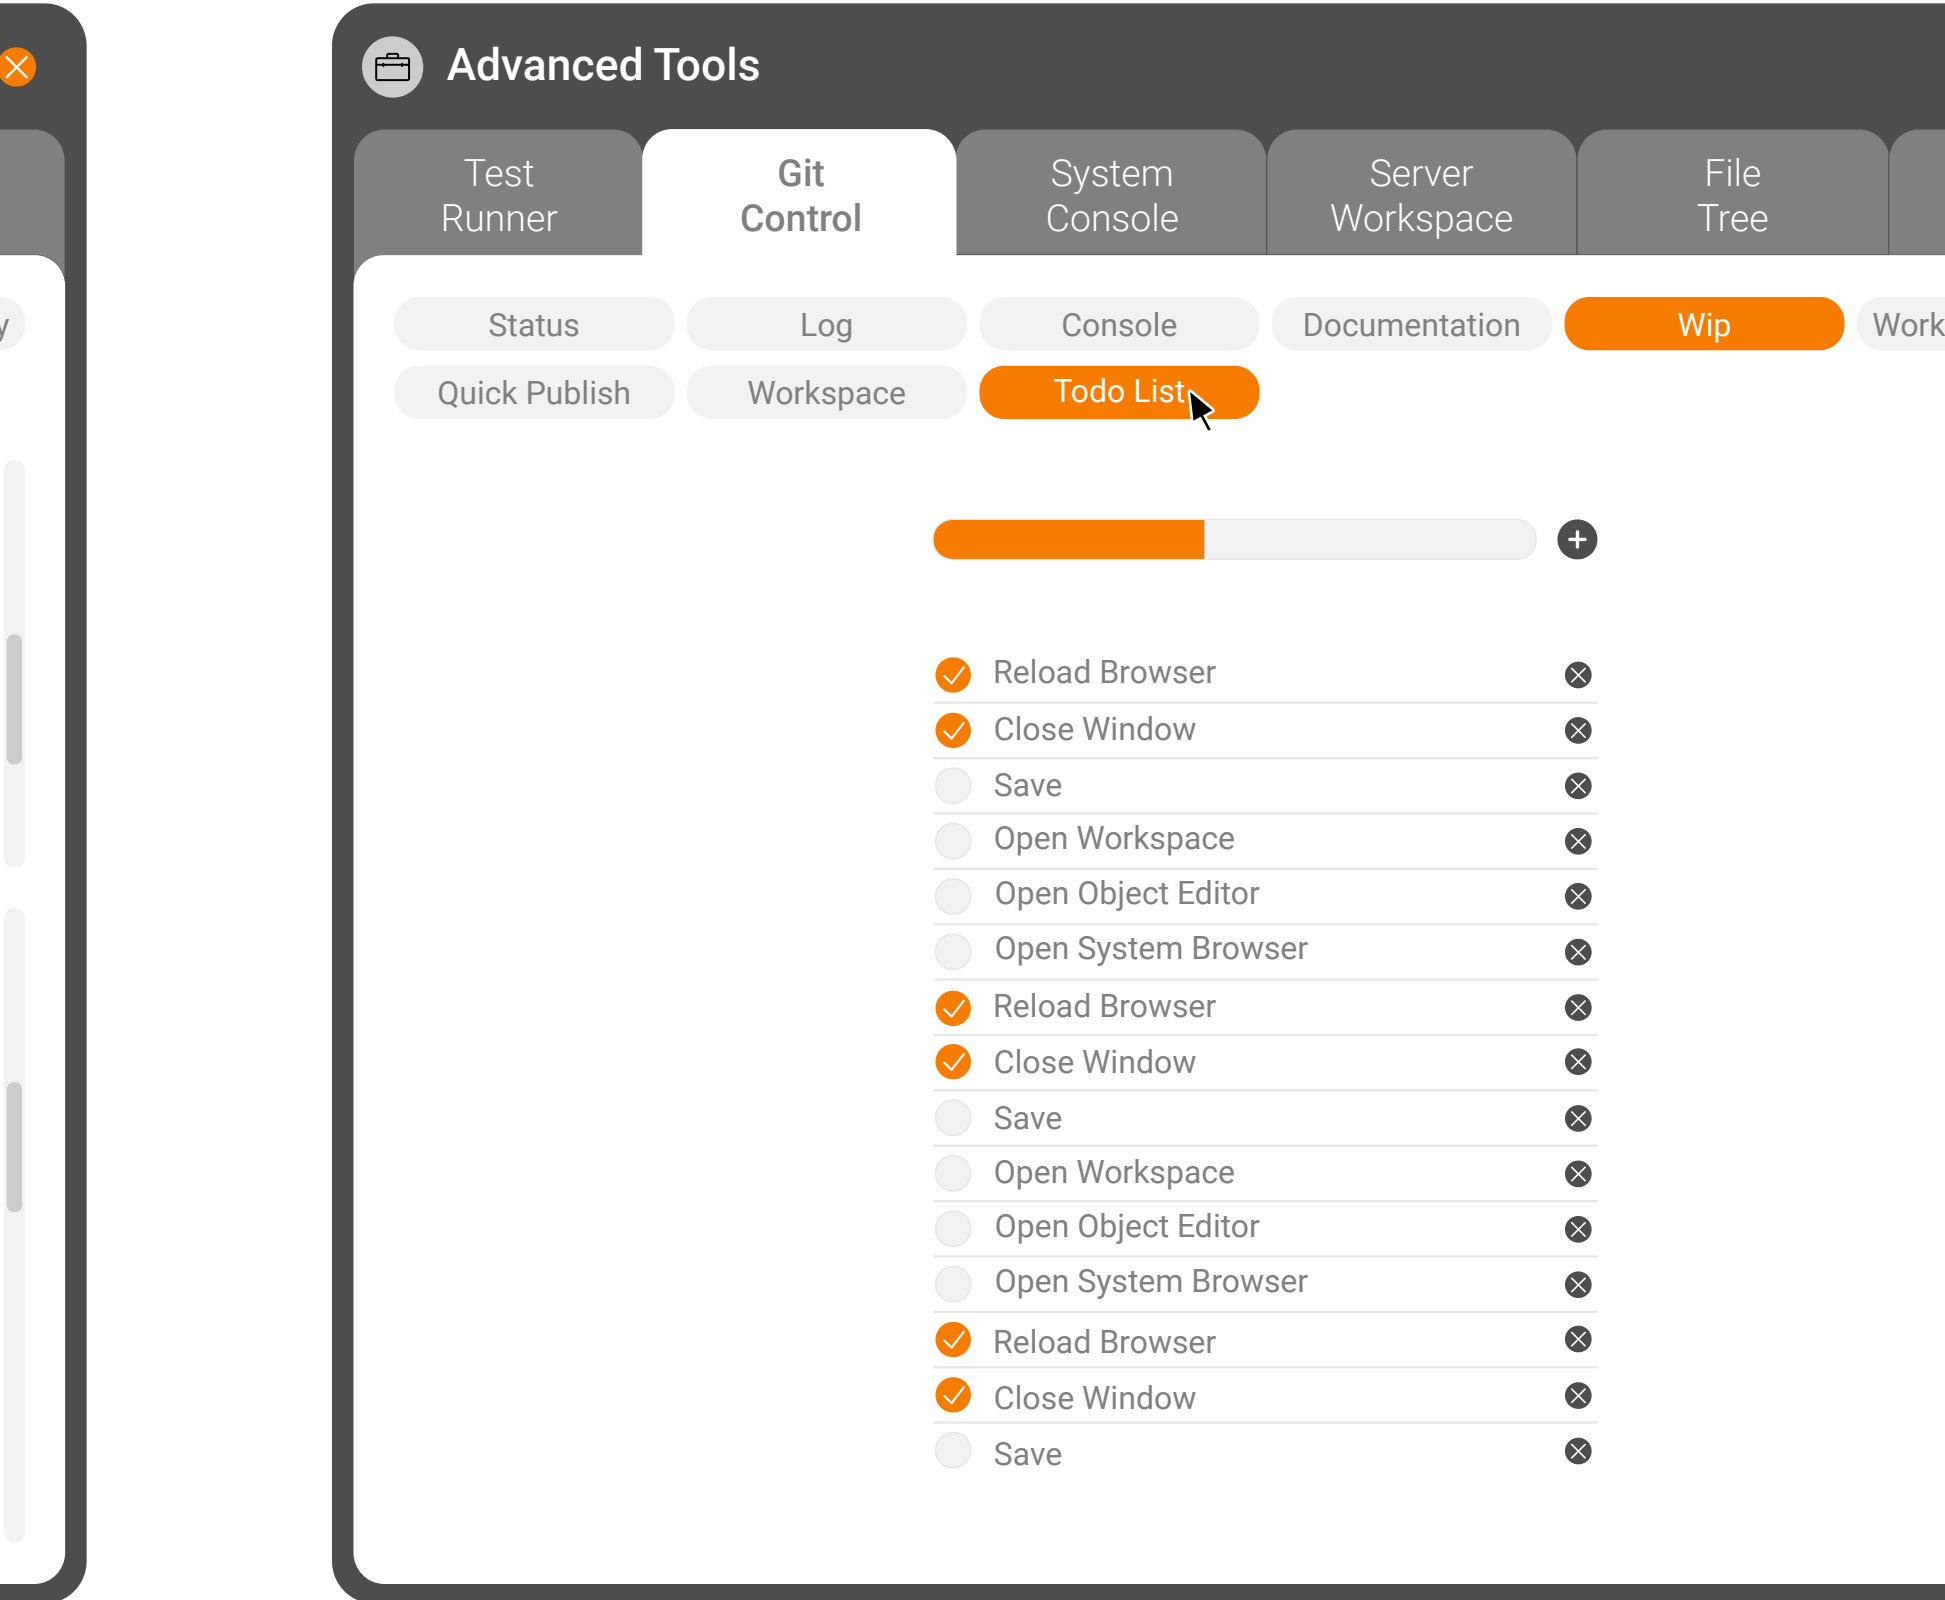 Advanced Tools
Test
Runner
Git
Control
System
Console
Server
Workspace
File
Tree
y
Status
Log
Console
Documentation
Wip
Work
Quick Publish
Workspace
Todo List
Reload Browser
Close Window
Save
Open Workspace
Open Object Editor
Open System Browser
Reload Browser
Close Window
Save
Open Workspace
Open Object Editor
Open System Browser
Reload Browser
Close Window
Save